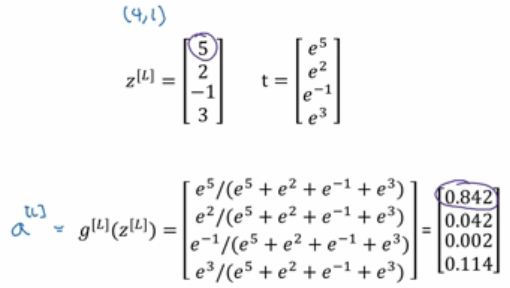 (4,1)
z^[L] = [5 2 -1 3] t = [e^5 e^2 e^-1 e^3]
a^[L] = g^[L](z^[L]) = [e^5/(e^5 + e^2 + e^-1 + e^3) e^2/(e^5 + e^2 + e^-1 + e^3) e^-1/(e^5 + e^2 + e^-1 + e^3) e^3/(e^5 + e^2 + e^-1 + e^3)] = [0.842 0.042 0.002 0.114]